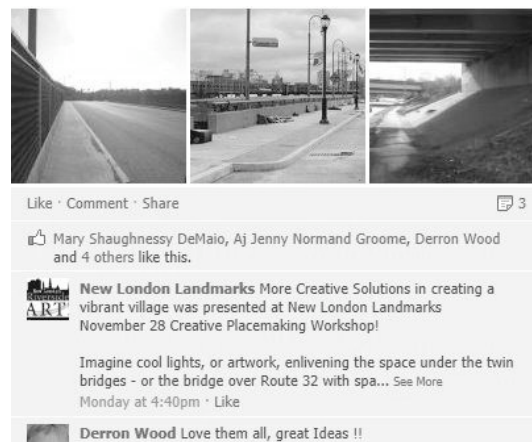 Like · Comment · Share 3
Mary Shaughnessy DeMaio, Aj Jenny Normand Groome, Derron Wood
and 4 others like this.
Riverside
ART
New London Landmarks More Creative Solutions in creating a
vibrant village was presented at New London Landmarks
November 28 Creative Placemaking Workshop!
Imagine cool lights, or artwork, enlivening the space under the twin
bridges - or the bridge over Route 32 with spa... See More
Monday at 4:40pm · Like
Derron Wood Love them all, great Ideas !!